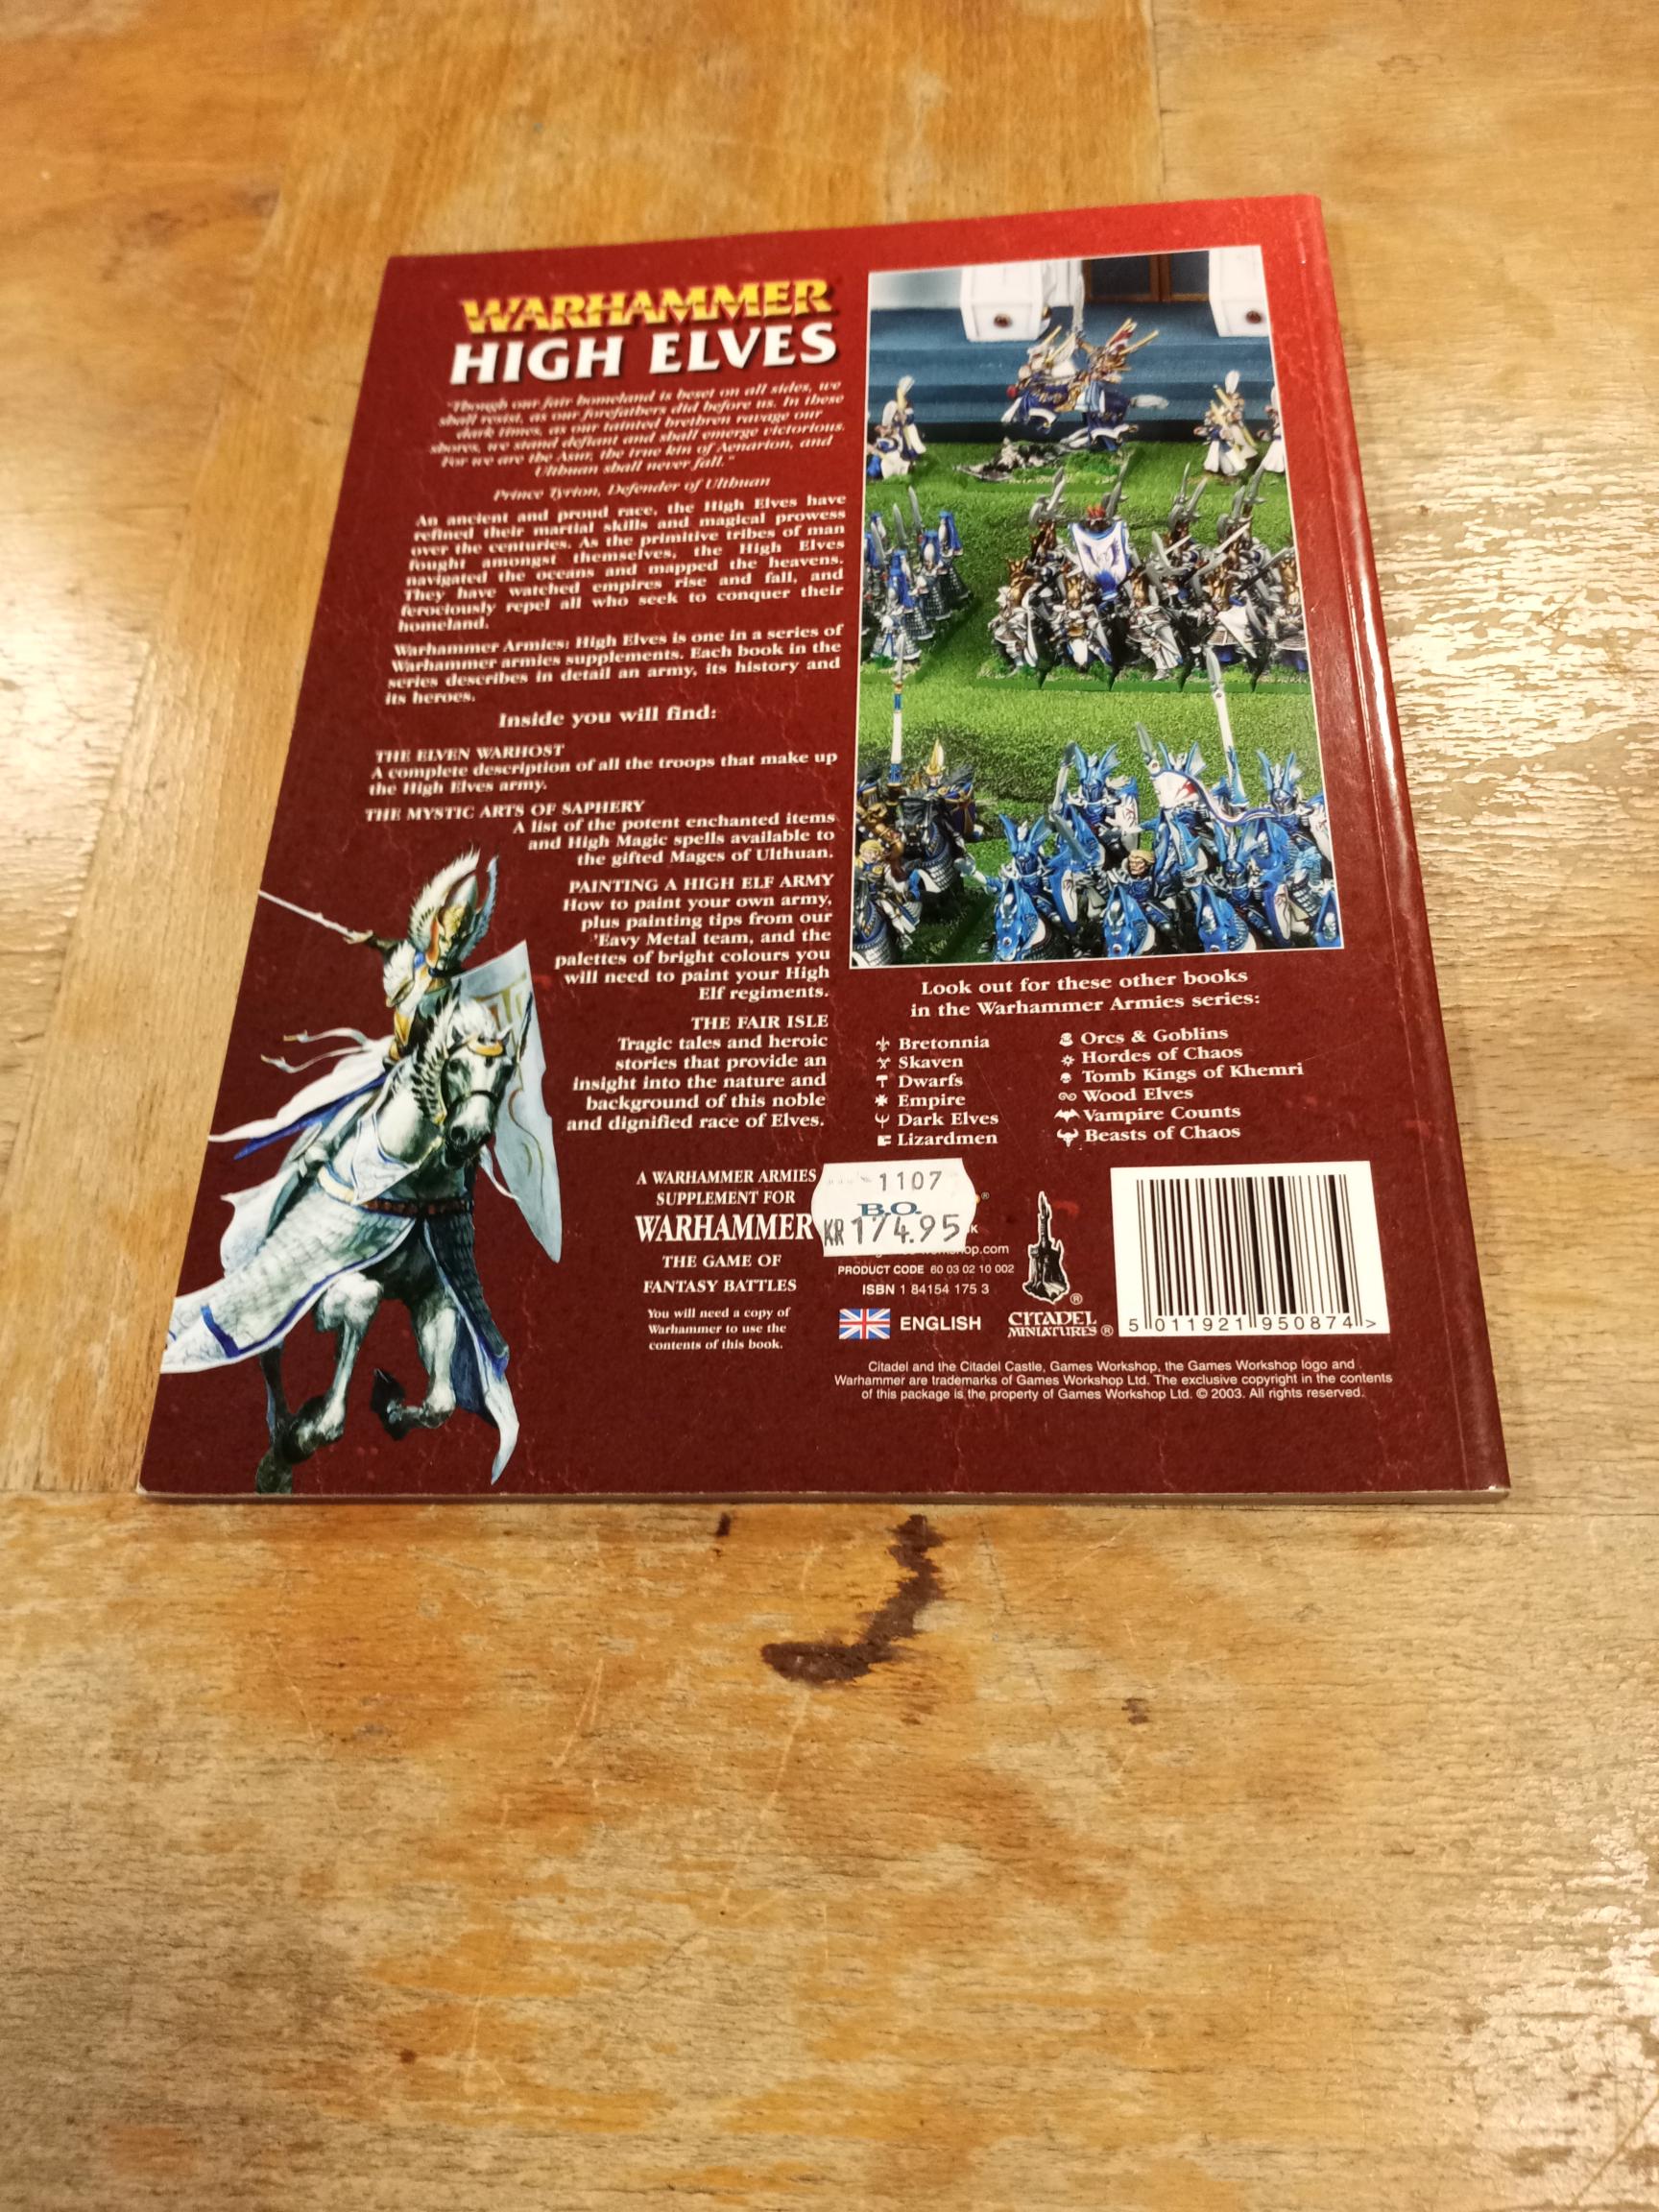 WARHAMMER
HIGH ELVES
"Though our fair homeland is beset on all sides, we
shall resist, as our forefathers did before us. In these
dark times, as our tainted brethren ravage our
shores, we stand defiant and shall emerge victorious.
For we are the Asur, the true kin of Aenarion, and
Ulthuan shall never fall."
Prince Tyrion, Defender of Ulthuan
An ancient and proud race, the High Elves have
refined their martial skills and magical prowess
over the centuries. As the primitive tribes of man
fought amongst themselves, the High Elves
navigated the oceans and mapped the heavens.
They have watched empires rise and fall, and
ferociously repel all who seek to conquer their
homeland.
Warhammer Armies: High Elves is one in a series of
Warhammer armies supplements. Each book in the
series describes in detail an army, its history and
its heroes.
Inside you will find:
THE ELVEN WARHOST
A complete description of all the troops that make up
the High Elves army.
THE MYSTIC ARTS OF SAPHERY
A list of the potent enchanted items
and High Magic spells available to
the gifted Mages of Ulthuan.
PAINTING A HIGH ELF ARMY
How to paint your own army,
plus painting tips from our
'Eavy Metal team, and the
palettes of bright colours you
will need to paint your High
Elf regiments.
THE FAIR ISLE
Tragic tales and heroic
stories that provide an
insight into the nature and
background of this noble
and dignified race of Elves.
Look out for these other books
in the Warhammer Armies series:
Bretonnia
Skaven
Dwarfs
Empire
Dark Elves
Lizardmen
Orcs & Goblins
Hordes of Chaos
Tomb Kings of Khemri
Wood Elves
Vampire Counts
Beasts of Chaos
A WARHAMMER ARMIES
SUPPLEMENT FOR
WARHAMMER
THE GAME OF
FANTASY BATTLES
You will need a copy of
Warhammer to use the
contents of this book.
1107
B.O.
KR 174.95
PRODUCT CODE 60 03 02 10 002
ISBN 1 84154 175 3
ENGLISH
CITADEL
MINIATURES ®
5 011921 950874 >
Citadel and the Citadel Castle, Games Workshop, the Games Workshop logo and
Warhammer are trademarks of Games Workshop Ltd. The exclusive copyright in the contents
of this package is the property of Games Workshop Ltd. © 2003. All rights reserved.